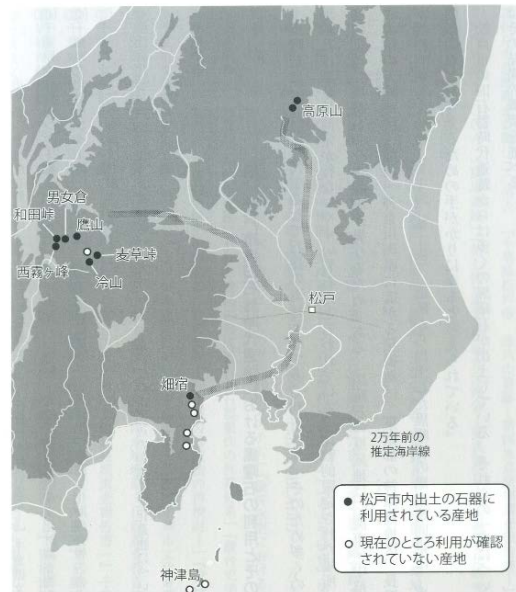 高原山
男女倉
和田峠
鷹山
麦草峠
西霧ヶ峰
冷山
松戸
畑宿
2万年前の
推定海岸線
● 松戸市内出土の石器に
利用されている産地
○ 現在のところ利用が確認
されていない産地
神津島